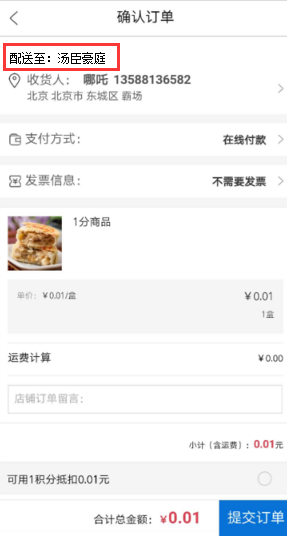 确认订单
配送至：汤臣豪庭
收货人： 哪吒 13588136582
北京 北京市 东城区 霸场
支付方式： 在线付款
发票信息： 不需要发票
1分商品
单价：￥0.01/盒 ￥0.01
1盒
运费计算 ￥0.00
店铺订单留言：
小计（含运费）：0.01元
可用1积分抵扣0.01元
合计总金额：￥0.01 提交订单